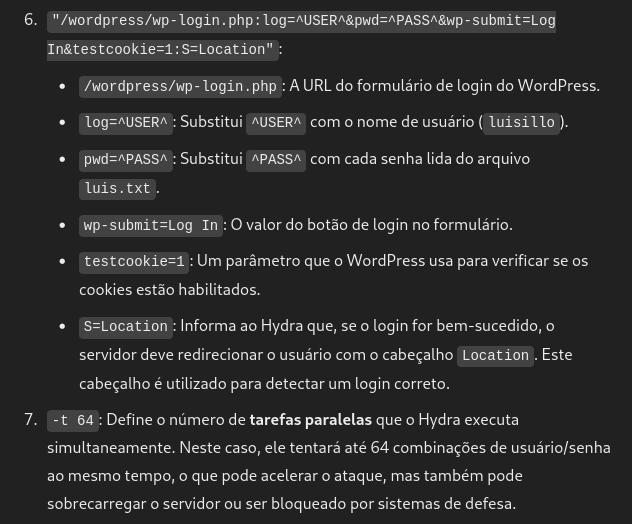 6. "/wordpress/wp-login.php:log=^USER^&pwd=^PASS^&wp-submit=Log
In&testcookie=1:S=Location":
• /wordpress/wp-login.php: A URL do formulário de login do WordPress.
• log=^USER^: Substitui ^USER^ com o nome de usuário (luisillo).
• pwd=^PASS^: Substitui ^PASS^ com cada senha lida do arquivo
luis.txt.
• wp-submit=Log In: O valor do botão de login no formulário.
• testcookie=1: Um parâmetro que o WordPress usa para verificar se os
cookies estão habilitados.
• S=Location: Informa ao Hydra que, se o login for bem-sucedido, o
servidor deve redirecionar o usuário com o cabeçalho Location. Este
cabeçalho é utilizado para detectar um login correto.
7. -t 64: Define o número de tarefas paralelas que o Hydra executa
simultaneamente. Neste caso, ele tentará até 64 combinações de usuário/senha
ao mesmo tempo, o que pode acelerar o ataque, mas também pode
sobrecarregar o servidor ou ser bloqueado por sistemas de defesa.